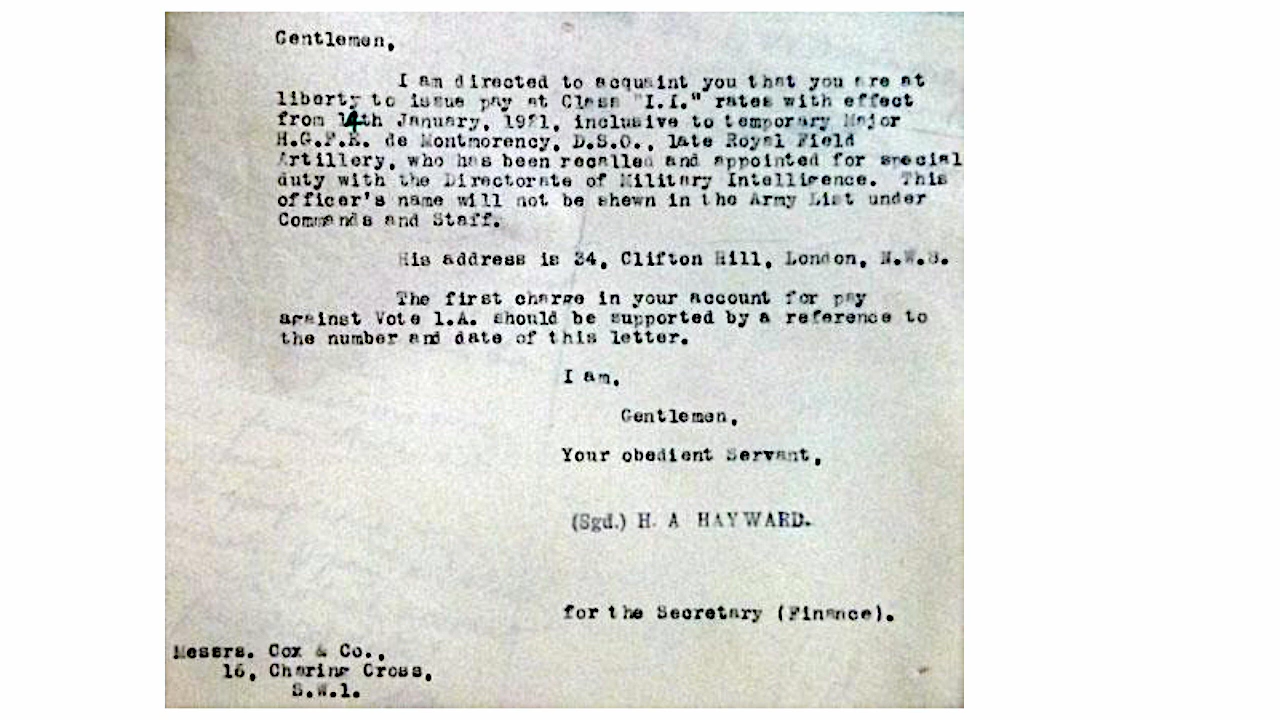 Gentlemen,
I am directed to acquaint you that you are at
liberty to issue pay at Class "I.I." rates with effect
from 14th January, 1921, inclusive to temporary Major
H.G.F.E. de Montmorency, D.S.O., late Royal Field
Artillery, who has been recalled and appointed for special
duty with the Directorate of Military Intelligence. This
officer's name will not be shewn in the Army List under
Commands and Staff.
His address is 34, Clifton Hill, London, N.W.8.
The first charge in your account for pay
against Vote 1.A. should be supported by a reference to
the number and date of this letter.
I am,
Gentlemen,
Your obedient Servant,
(Sgd.) H. A HAYWARD.
for the Secretary (Finance).
Messrs. Cox & Co.,
16, Charing Cross,
S.W.1.